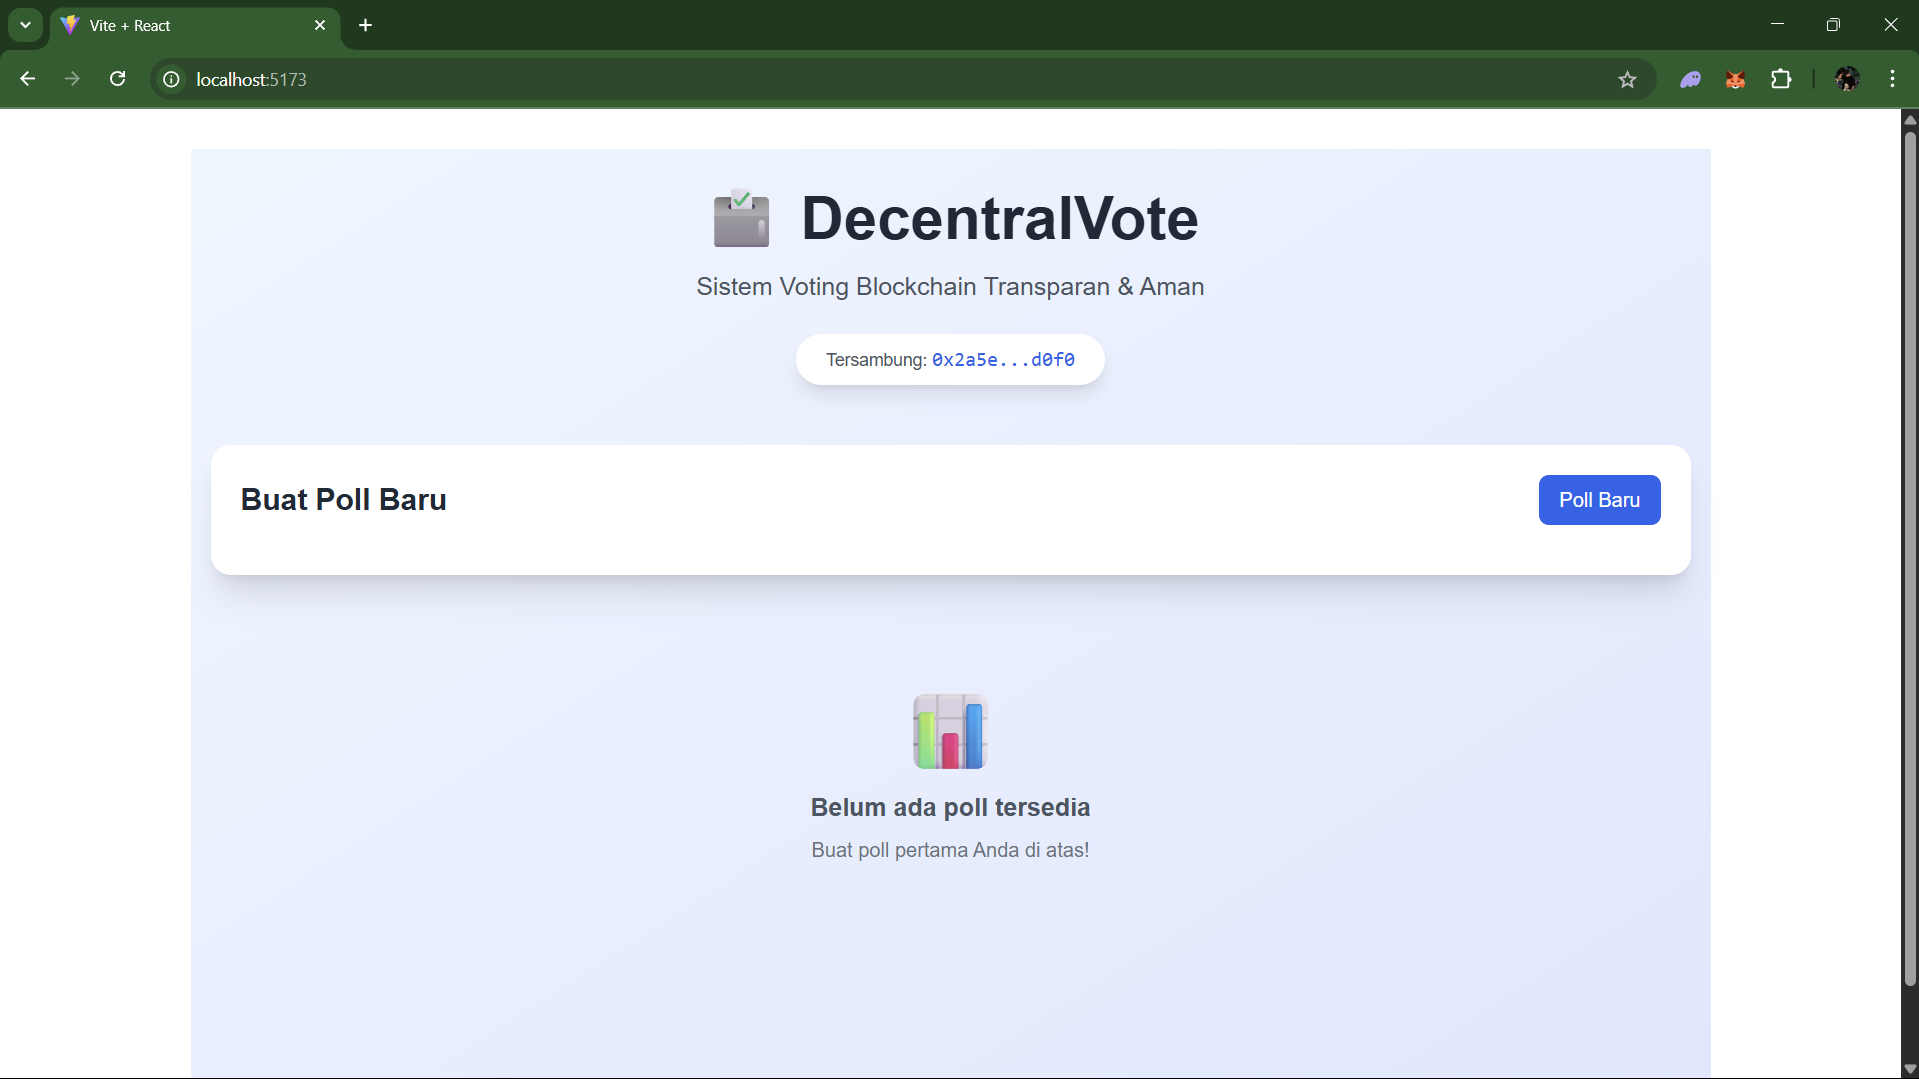 Vite + React
localhost:5173
DecentralVote
Sistem Voting Blockchain Transparan & Aman
Tersambung: 0x2a5e...d0f0
Buat Poll Baru
Poll Baru
Belum ada poll tersedia
Buat poll pertama Anda di atas!